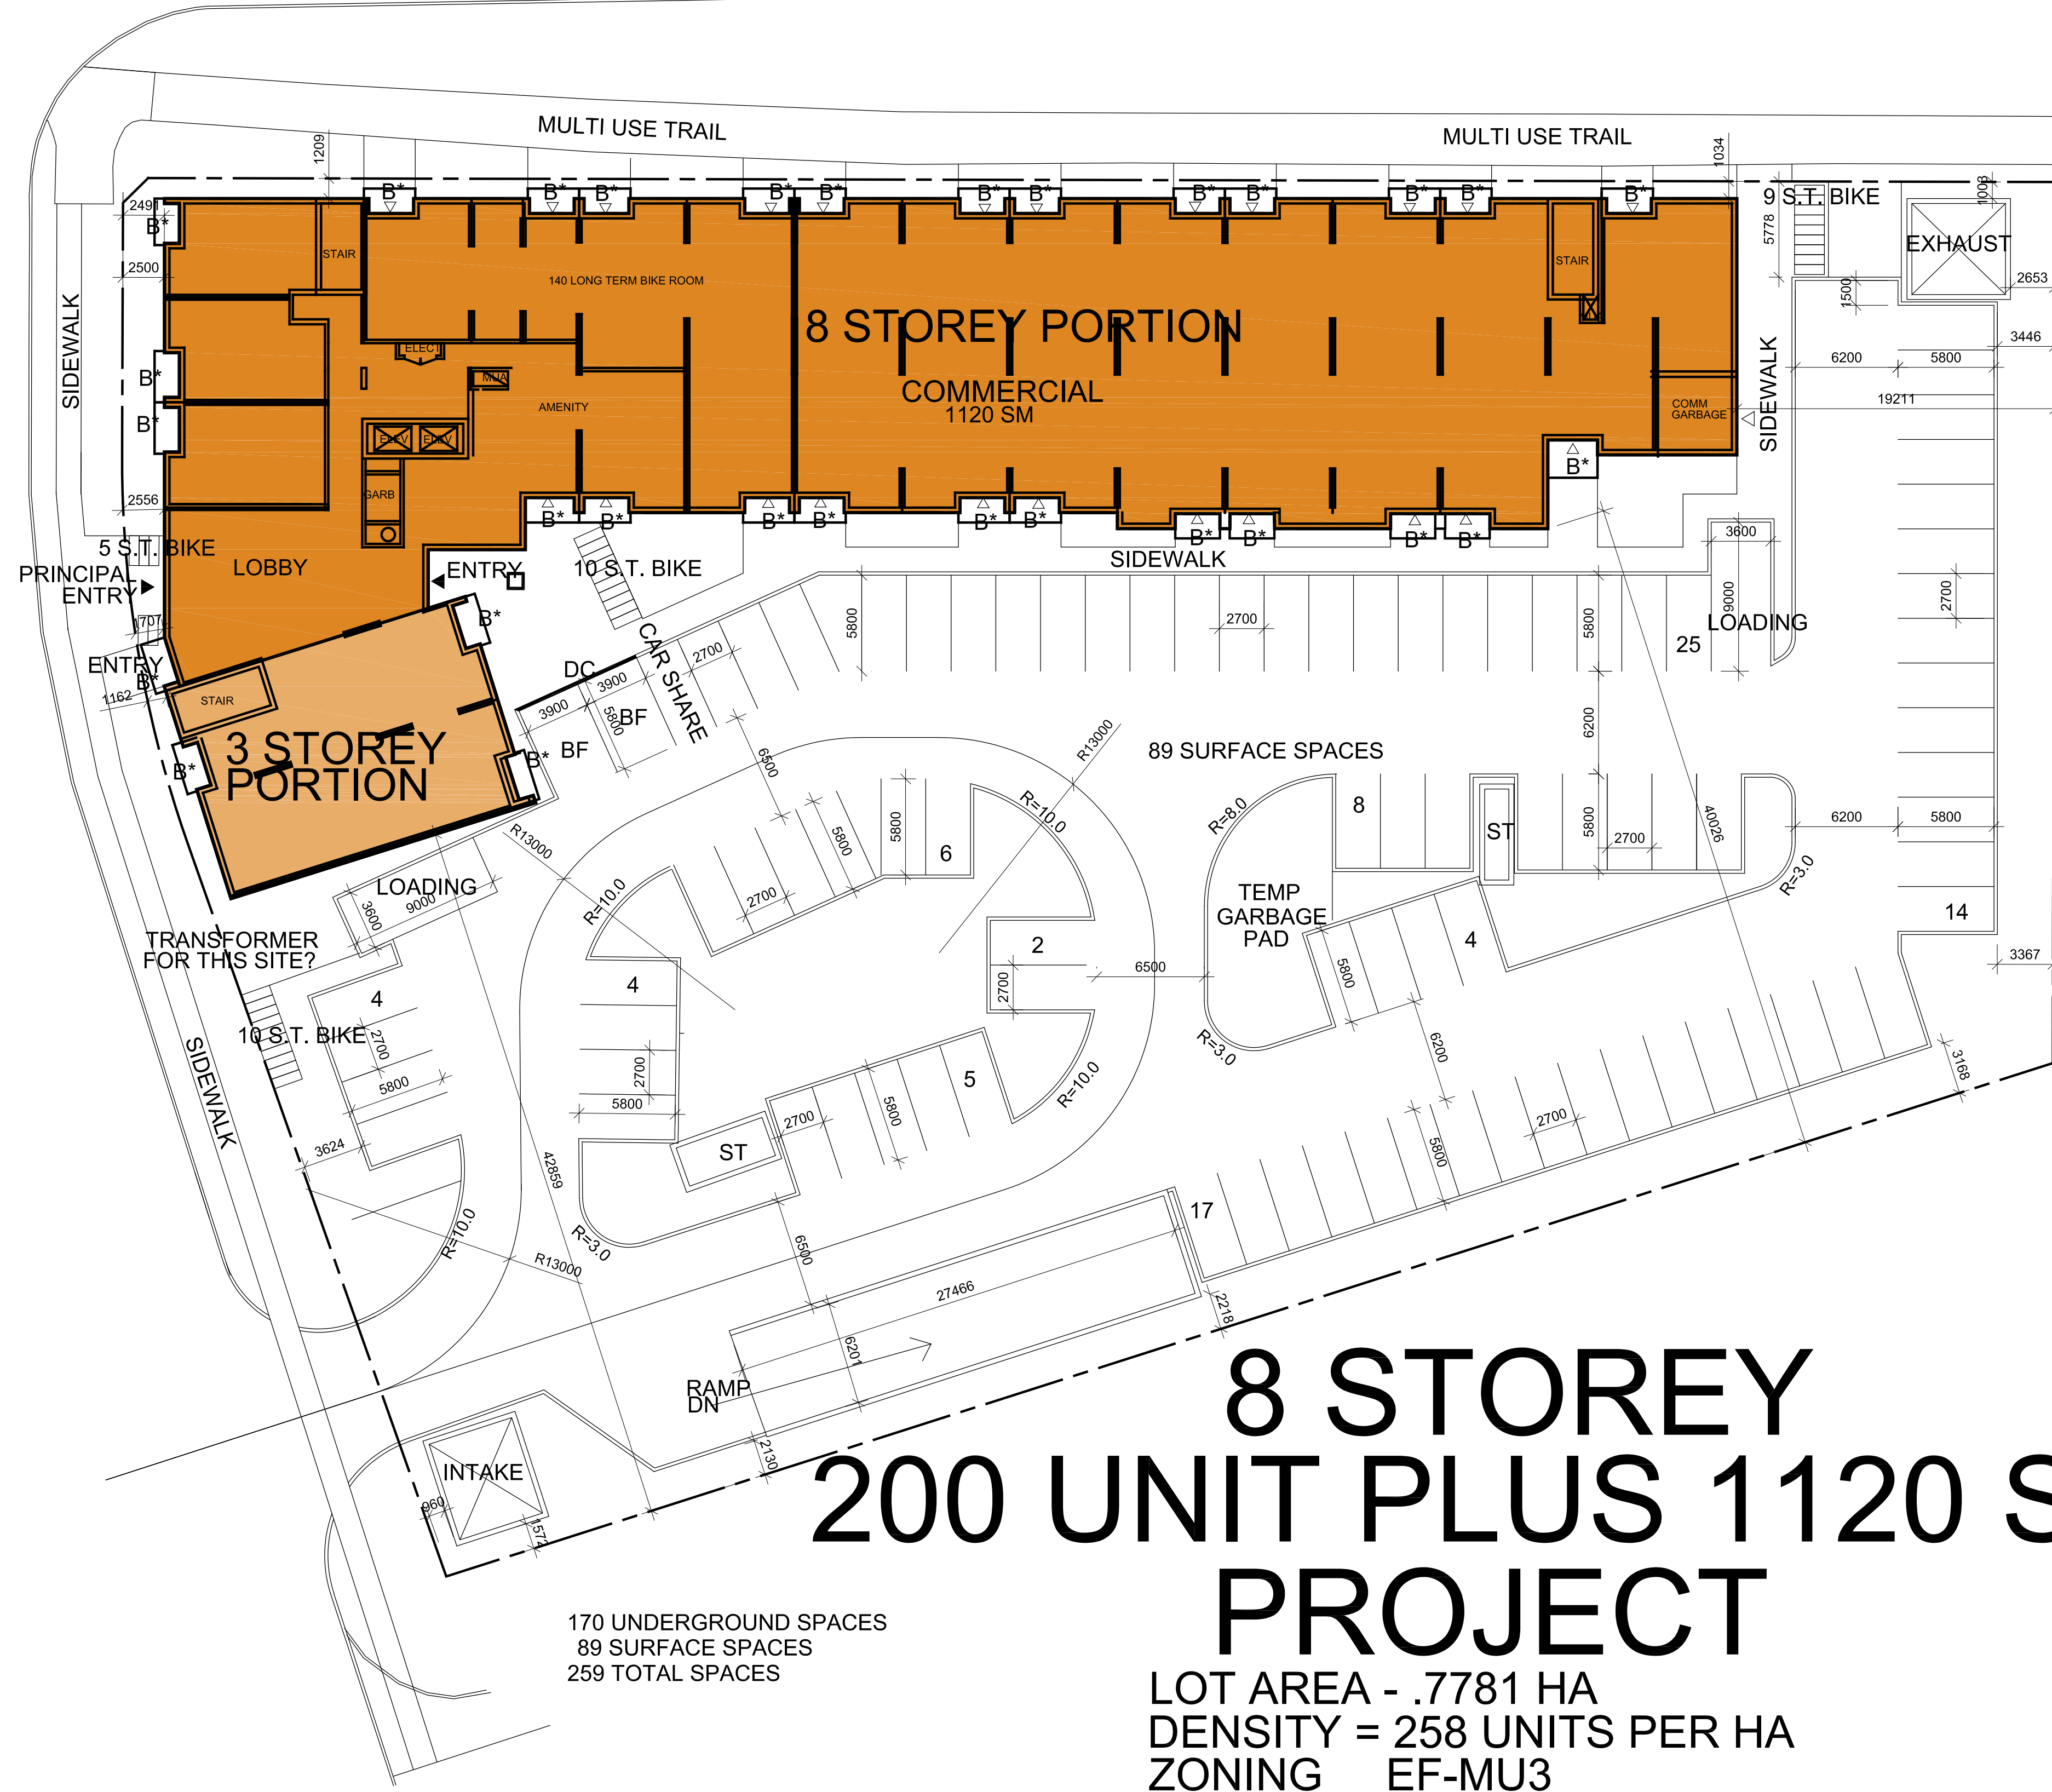 MULTI USE TRAIL
MULTI USE TRAIL
1209
1034
B*
B*
B*
B*
B*
B*
B*
B*
B*
B*
B*
B*
9 S.T. BIKE
1003
2491
B*
5778
EXHAUST
STAIR
STAIR
2500
140 LONG TERM BIKE ROOM
2653
1500
SIDEWALK
8 STOREY PORTION
SIDEWALK
3446
ELECT
6200
5800
B*
MUA
COMMERCIAL
1120 SM
AMENITY
COMM
GARBAGE
19211
B*
ELEV
ELEV
B*
2556
GARB
B*
B*
B*
B*
B*
B*
B*
B*
B*
B*
5 S.T. BIKE
SIDEWALK
3600
PRINCIPAL
ENTRY
LOBBY
ENTRY
10 S.T. BIKE
9000
2700
1707
B*
5800
2700
5800
25
LOADING
CAR SHARE
2700
ENTRY
B*
DC
3900
1162
STAIR
3900
5800
BF
BF
6200
3 STOREY
PORTION
B*
B*
6500
R13000
89 SURFACE SPACES
R=10.0
R=8.0
8
ST
5800
2700
40026
6200
5800
R13000
5800
5800
6
R=3.0
LOADING
9000
3600
R=10.0
2700
TEMP
GARBAGE
PAD
14
TRANSFORMER
FOR THIS SITE?
2
4
5800
6500
3367
4
4
2700
10 S.T. BIKE
2700
R=3.0
6200
3168
SIDEWALK
5800
2700
5800
5
5800
R=10.0
2700
2700
5800
3624
42859
ST
R=10.0
R=3.0
6500
17
R13000
27466
2218
6201
RAMP
DN
2130
INTAKE
960
1572
8 STOREY
200 UNIT PLUS 1120 S
PROJECT
170 UNDERGROUND SPACES
89 SURFACE SPACES
259 TOTAL SPACES
LOT AREA - .7781 HA
DENSITY = 258 UNITS PER HA
ZONING EF-MU3